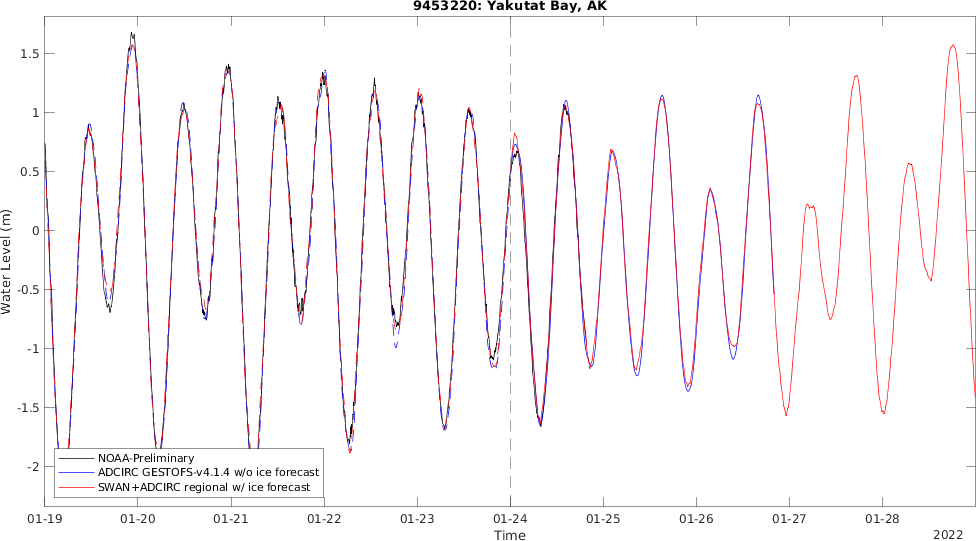 9453220: Yakutat Bay, AK
Water Level (m)
1.5
1
0.5
0
-0.5
-1
-1.5
-2
NOAA-Preliminary
ADCIRC GESTOFS-v4.1.4 w/o ice forecast
SWAN+ADCIRC regional w/ ice forecast
01-19 01-20 01-21 01-22 01-23 01-24 01-25 01-26 01-27 01-28
Time
2022